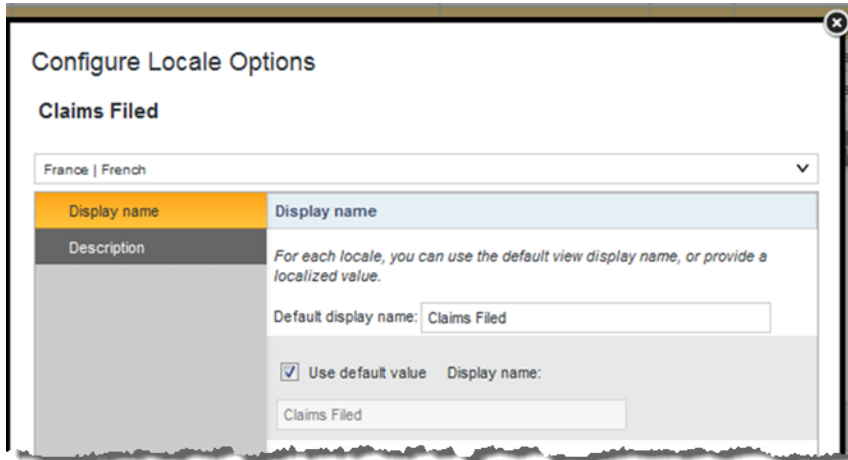 Configure Locale Options
Claims Filed
France | French
Display name
Display name
Description
For each locale, you can use the default view display name, or provide a
localized value.
Default display name: Claims Filed
Use default value Display name:
Claims Filed